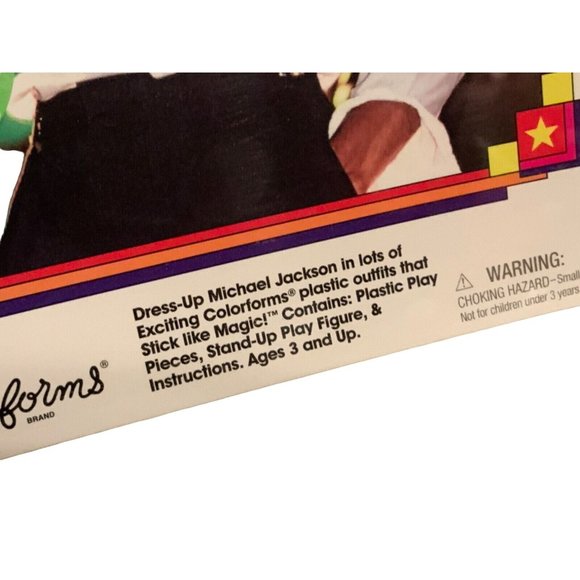 Dress-Up Michael Jackson in lots of
Exciting Colorforms® plastic outfits that
Stick like Magic!™ Contains: Plastic Play
Pieces, Stand-Up Play Figure, &
Instructions. Ages 3 and Up.
⚠ WARNING:
CHOKING HAZARD–Small
Not for children under 3 years
forms®
BRAND